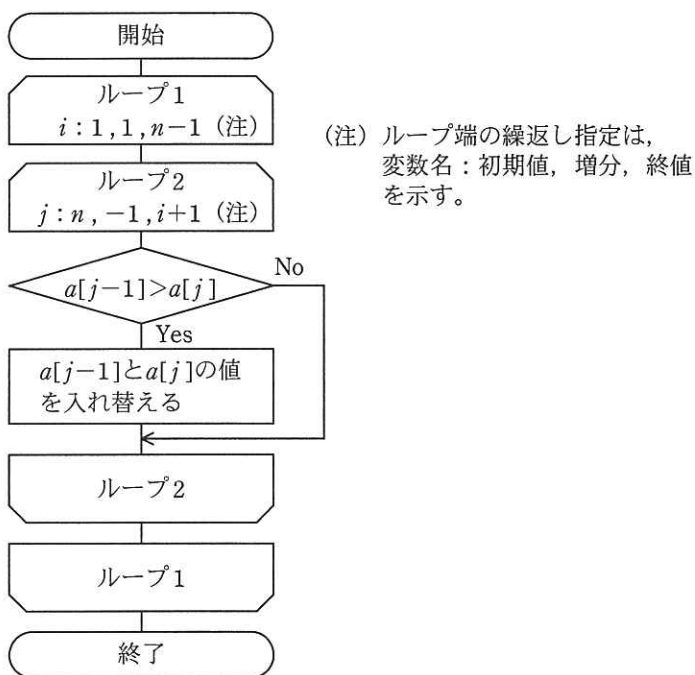 開始
ループ1
i:1,1,n−1（注）
（注）ループ端の繰返し指定は，
変数名：初期値，増分，終値
を示す。
ループ2
j:n,−1,i+1（注）
a[j−1]>a[j]
No
Yes
a[j−1]とa[j]の値
を入れ替える
ループ2
ループ1
終了